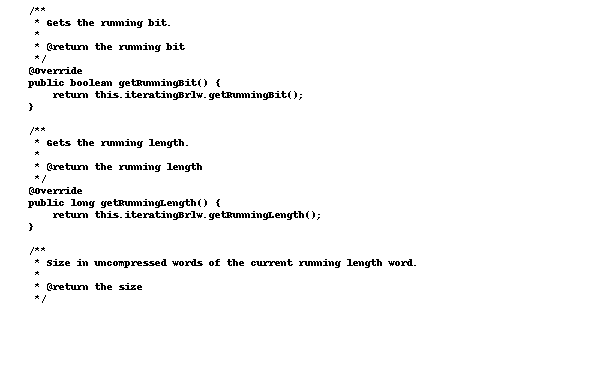 /**
 * Gets the running bit.
 *
 * @return the running bit
 */
@Override
public boolean getRunningBit() {
    return this.iteratingBrlw.getRunningBit();
}

/**
 * Gets the running length.
 *
 * @return the running length
 */
@Override
public long getRunningLength() {
    return this.iteratingBrlw.getRunningLength();
}

/**
 * Size in uncompressed words of the current running length word.
 *
 * @return the size
 */